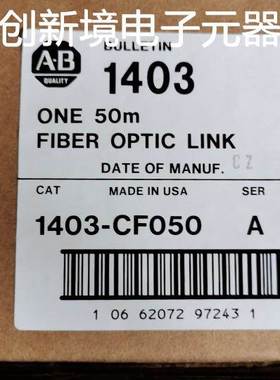 创新境电子元器
A-B
QUALITY
BULLETIN
1403
ONE 50m
FIBER OPTIC LINK
DATE OF MANUF. CZ
CAT MADE IN USA SER
1403-CF050 A
1 06 62072 97243 1